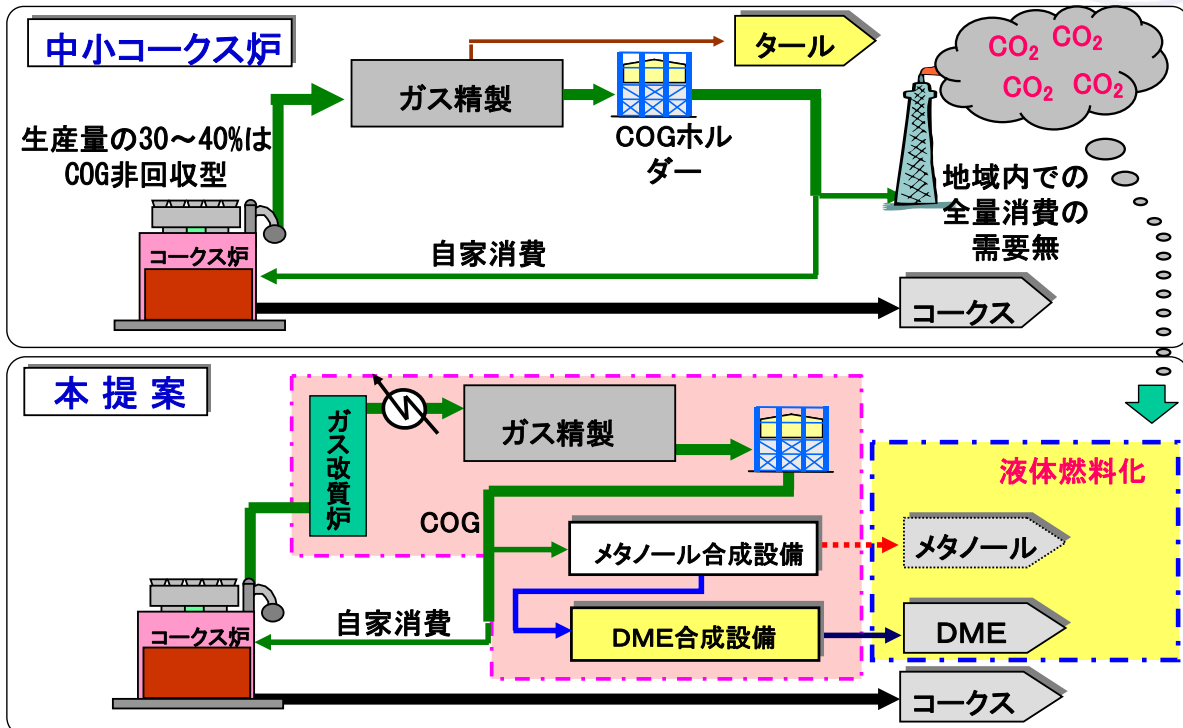 中小コークス炉
タール
CO₂
CO₂
CO₂
CO₂
ガス精製
COGホル
ダー
生産量の30～40%は
COG非回収型
地域内での
全量消費の
需要無
コークス炉
自家消費
コークス
本 提 案
ガス改質炉
ガス精製
液体燃料化
COG
メタノール合成設備
メタノール
コークス炉
自家消費
DME合成設備
DME
コークス